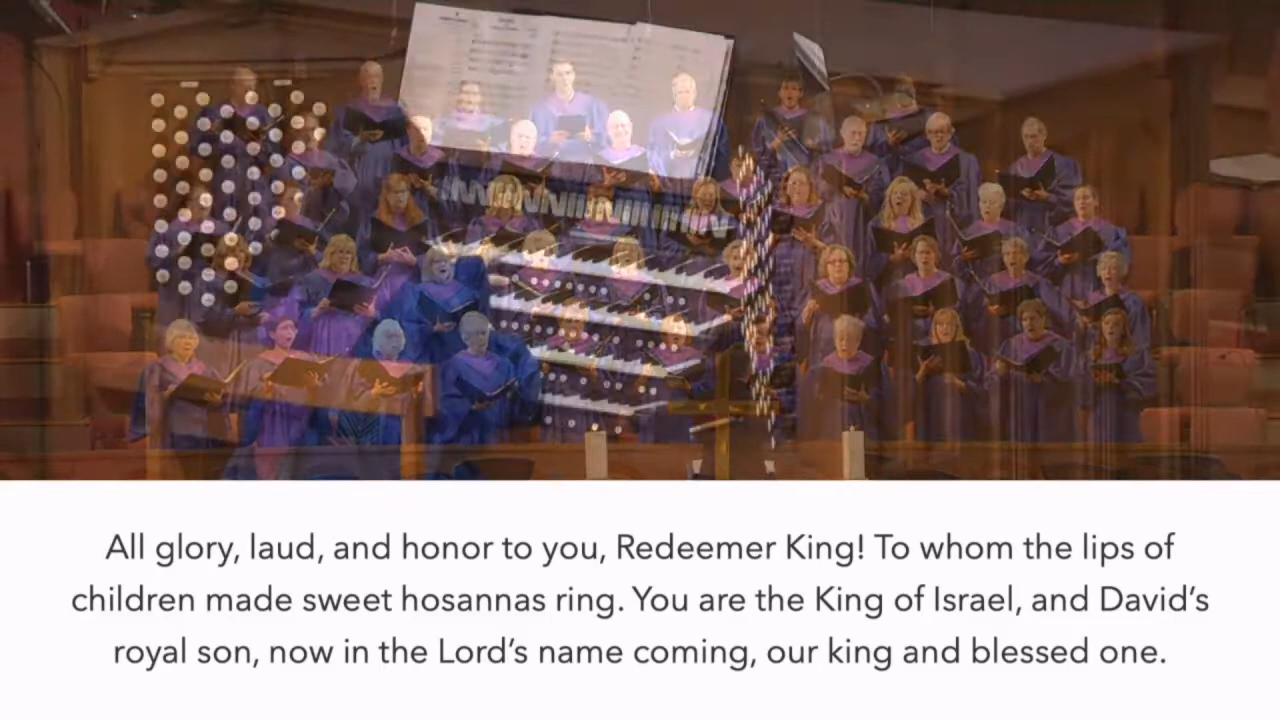 All glory, laud, and honor to you, Redeemer King! To whom the lips of
children made sweet hosannas ring. You are the King of Israel, and David’s
royal son, now in the Lord’s name coming, our king and blessed one.